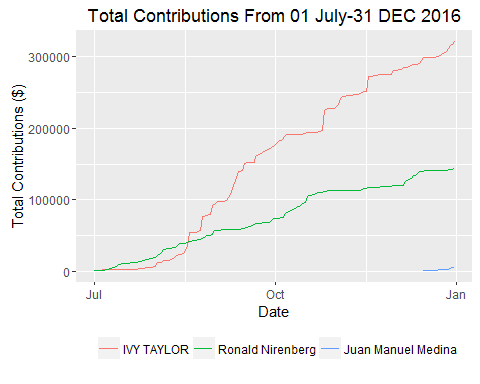 Total Contributions From 01 July-31 DEC 2016
Total Contributions ($)
300000
200000
100000
0
Jul Oct Jan
Date
IVY TAYLOR Ronald Nirenberg Juan Manuel Medina